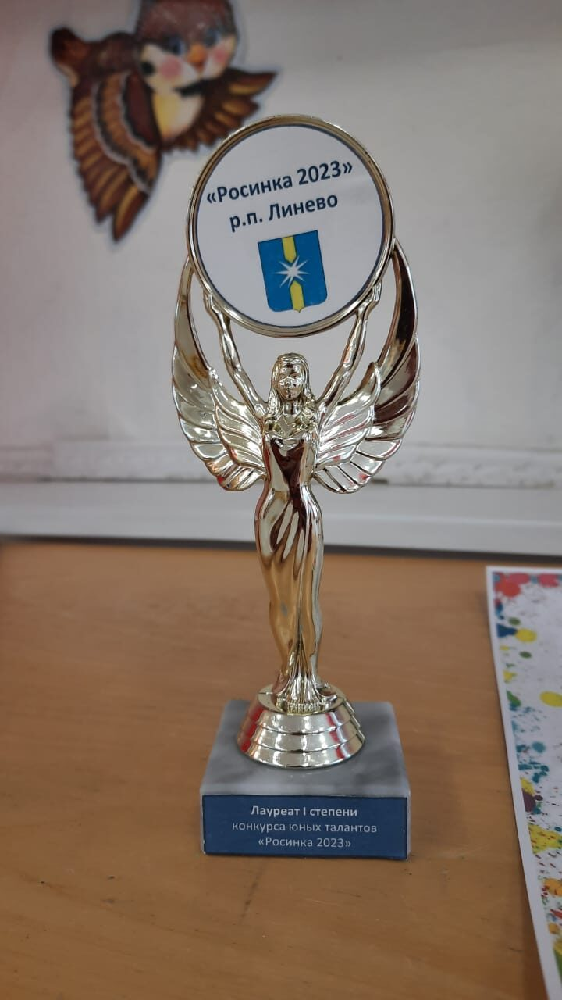 «Росинка 2023»
р.п. Линево
Лауреат I степени
конкурса юных талантов
«Росинка 2023»